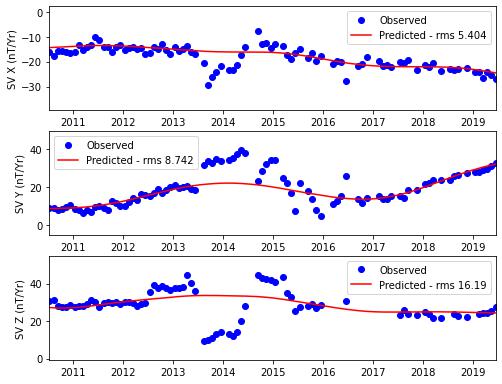 SV X (nT/Yr)
0
−10
−20
−30
Observed
Predicted - rms 5.404
2011 2012 2013 2014 2015 2016 2017 2018 2019
SV Y (nT/Yr)
40
20
0
Observed
Predicted - rms 8.742
2011 2012 2013 2014 2015 2016 2017 2018 2019
SV Z (nT/Yr)
40
20
0
Observed
Predicted - rms 16.19
2011 2012 2013 2014 2015 2016 2017 2018 2019